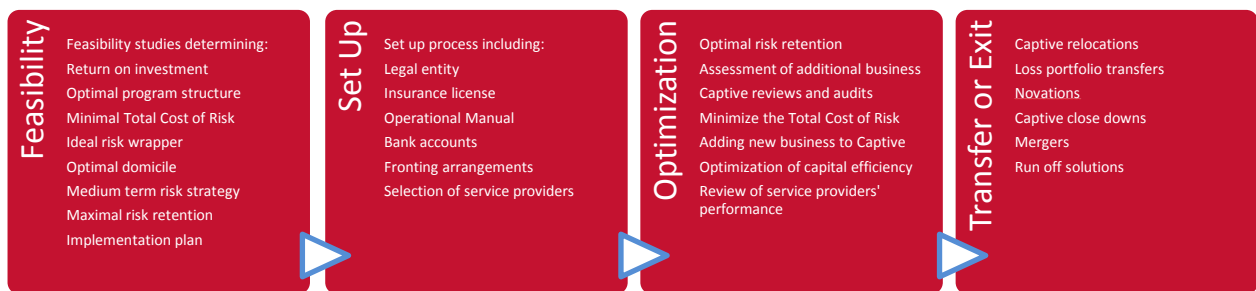 Feasibility
Feasibility studies determining:
Return on investment
Optimal program structure
Minimal Total Cost of Risk
Ideal risk wrapper
Optimal domicile
Medium term risk strategy
Maximal risk retention
Implementation plan
Set Up
Set up process including:
Legal entity
Insurance license
Operational Manual
Bank accounts
Fronting arrangements
Selection of service providers
Optimization
Optimal risk retention
Assessment of additional business
Captive reviews and audits
Minimize the Total Cost of Risk
Adding new business to Captive
Optimization of capital efficiency
Review of service providers'
performance
Transfer or Exit
Captive relocations
Loss portfolio transfers
Novations
Captive close downs
Mergers
Run off solutions